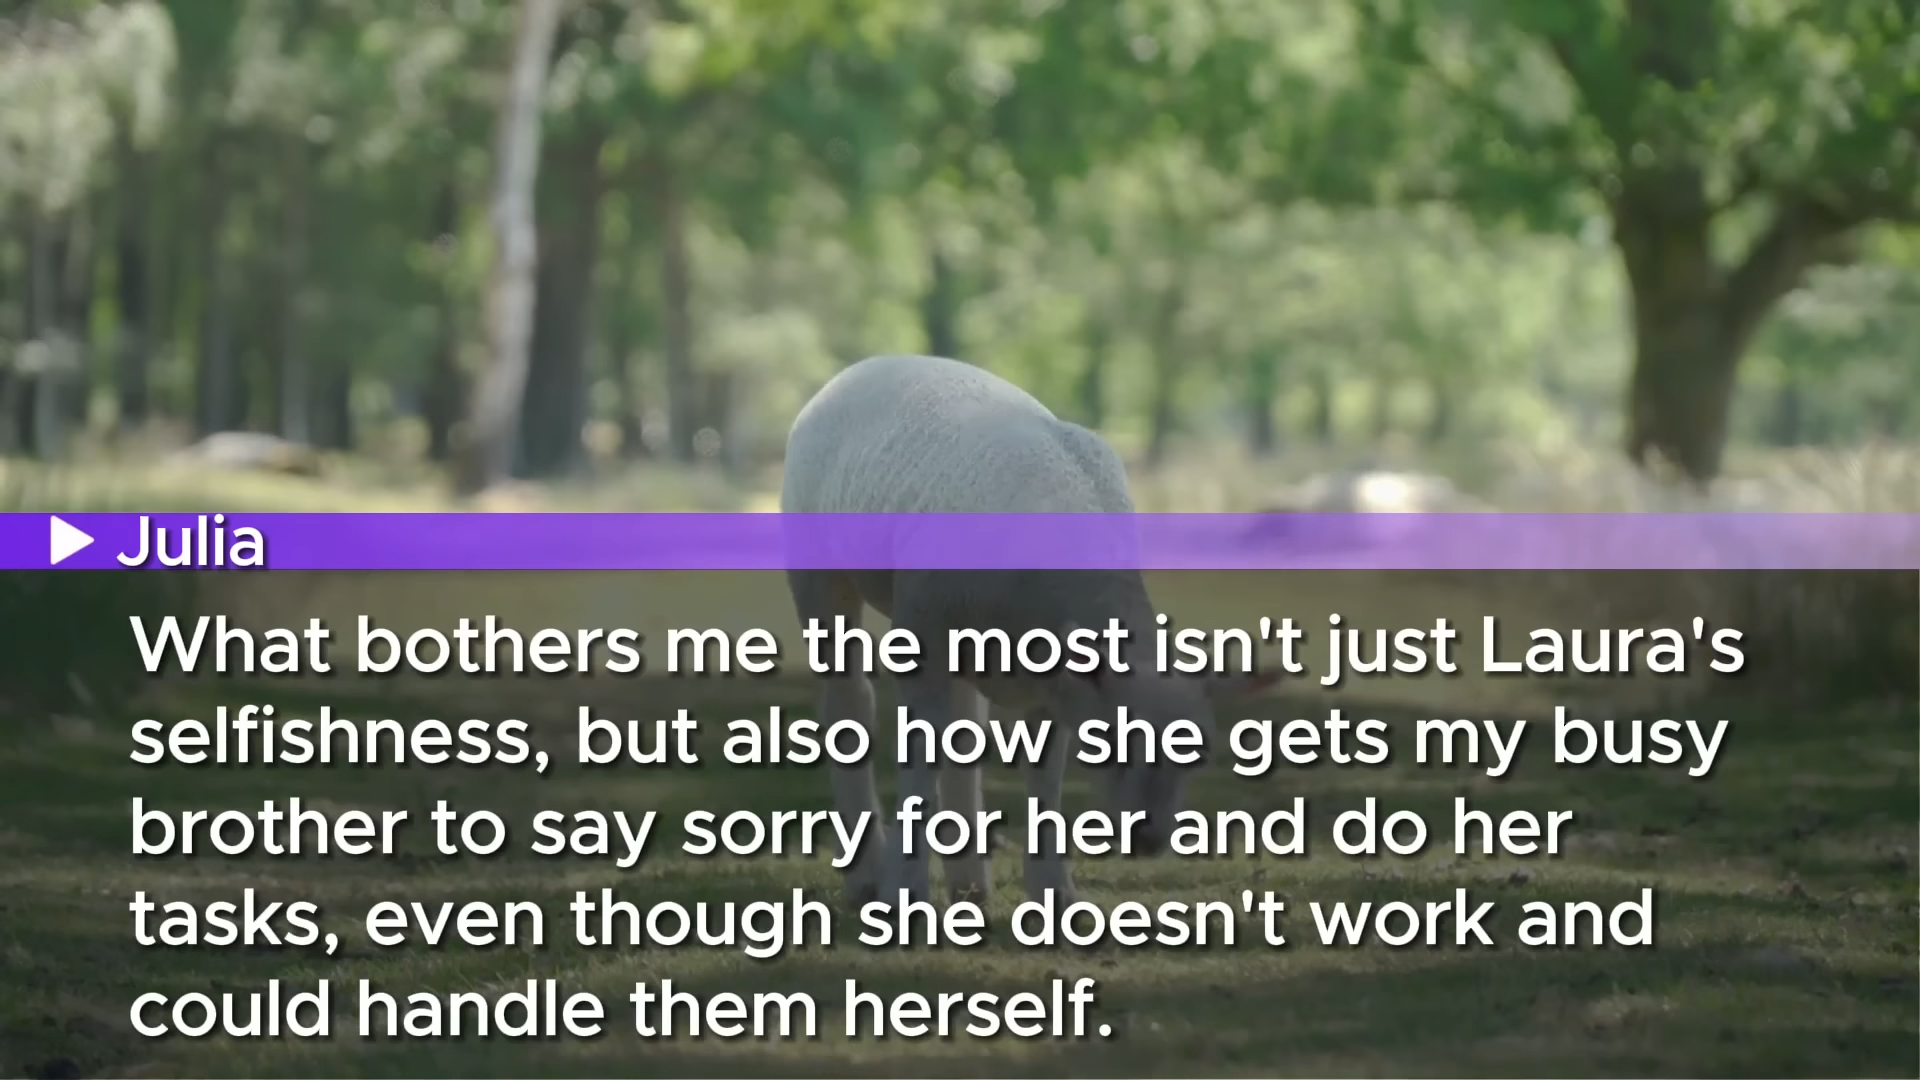 Julia
What bothers me the most isn't just Laura's
selfishness, but also how she gets my busy
brother to say sorry for her and do her
tasks, even though she doesn't work and
could handle them herself.